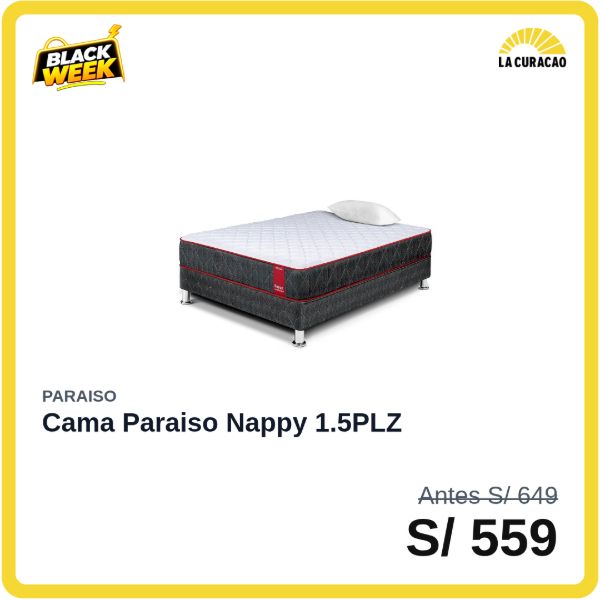 BLACK
WEEK
LA CURACAO
PARAISO
Cama Paraiso Nappy 1.5PLZ
Antes S/ 649
S/ 559